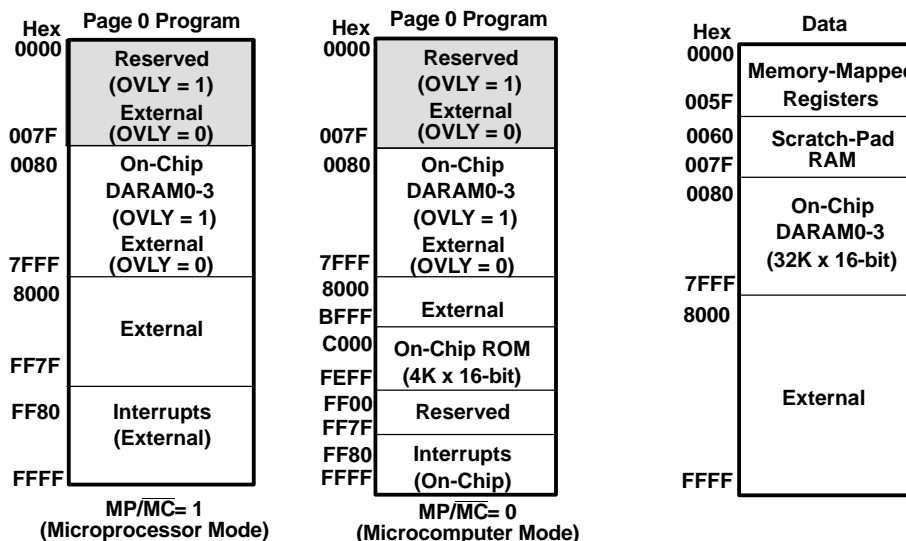 Page 0 Program
Hex
0000
Reserved
(OVLY = 1)
External
(OVLY = 0)
007F
0080
On-Chip
DARAM0-3
(OVLY = 1)
External
(OVLY = 0)
7FFF
8000
External
FF7F
FF80
Interrupts
(External)
FFFF
MP/MC= 1
(Microprocessor Mode)
Page 0 Program
Hex
0000
Reserved
(OVLY = 1)
External
(OVLY = 0)
007F
0080
On-Chip
DARAM0-3
(OVLY = 1)
External
(OVLY = 0)
7FFF
8000
External
BFFF
C000
On-Chip ROM
(4K x 16-bit)
FEFF
FF00
Reserved
FF7F
FF80
Interrupts
(On-Chip)
FFFF
MP/MC= 0
(Microcomputer Mode)
Data
Hex
0000
Memory-Mapped
Registers
005F
0060
Scratch-Pad
RAM
007F
0080
On-Chip
DARAM0-3
(32K x 16-bit)
7FFF
8000
External
FFFF